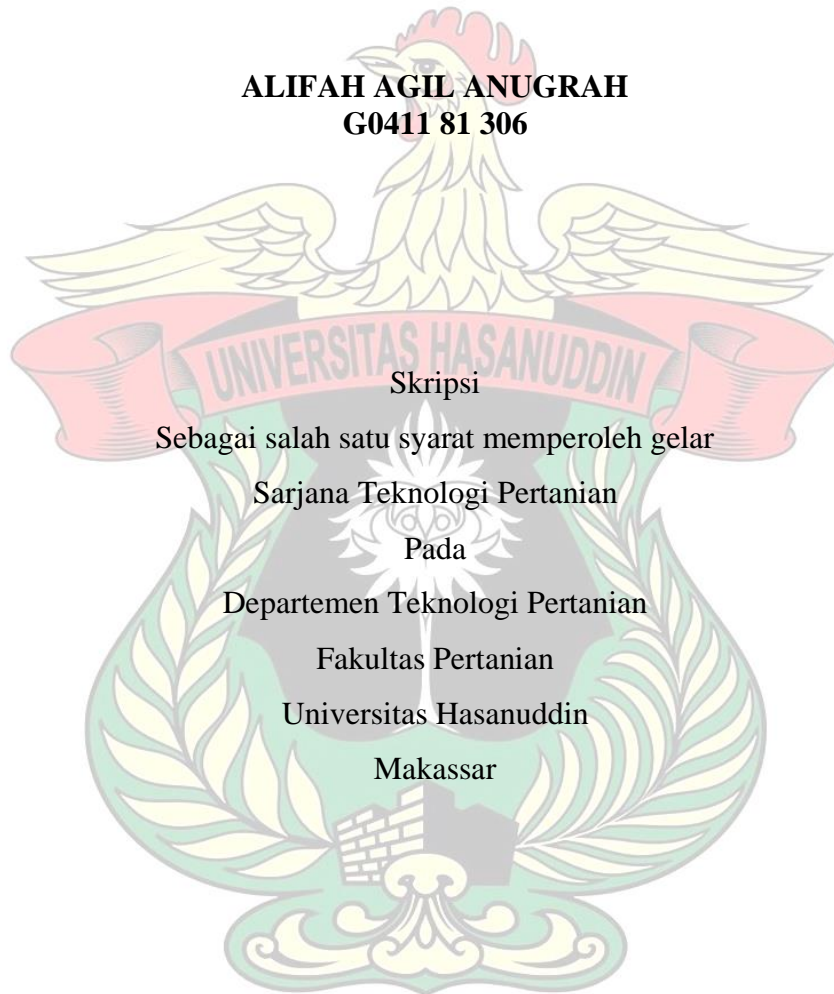 ALIFAH AGIL ANUGRAH
G0411 81 306
UNIVERSITAS HASANUDDIN
Skripsi
Sebagai salah satu syarat memperoleh gelar
Sarjana Teknologi Pertanian
Pada
Departemen Teknologi Pertanian
Fakultas Pertanian
Universitas Hasanuddin
Makassar